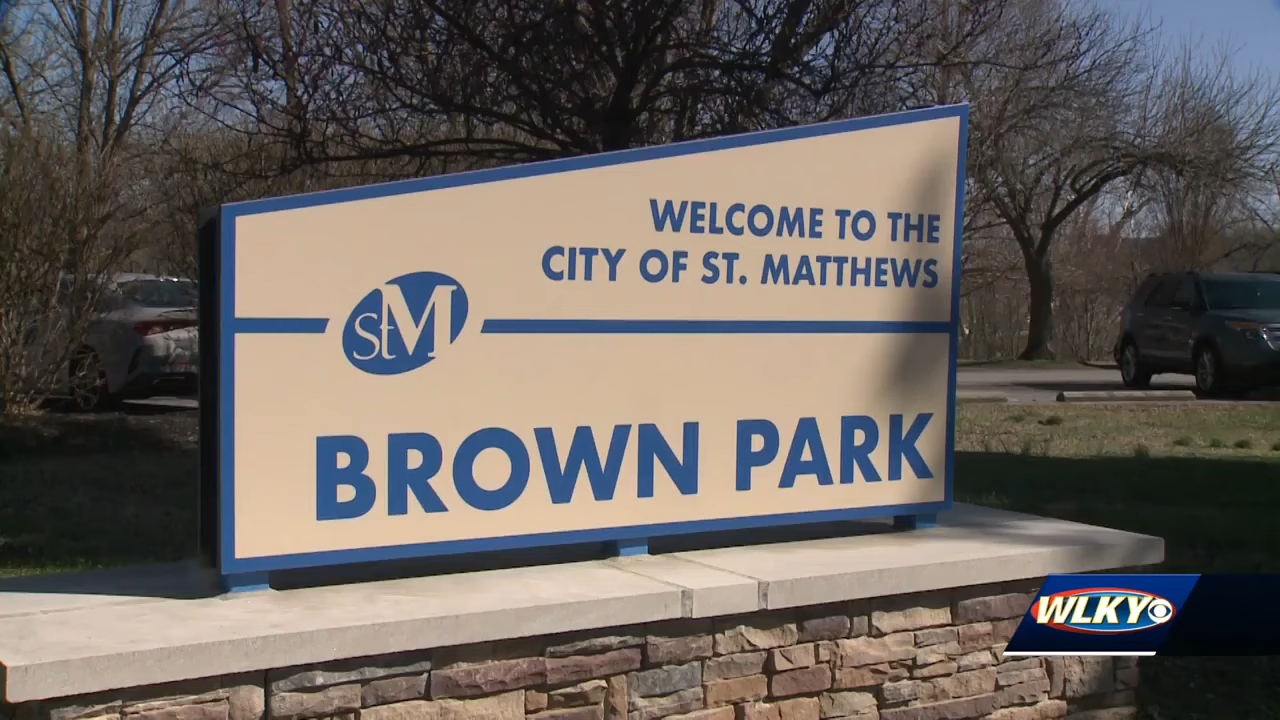 WELCOME TO THE
CITY OF ST. MATTHEWS
StM
BROWN PARK
WLKY